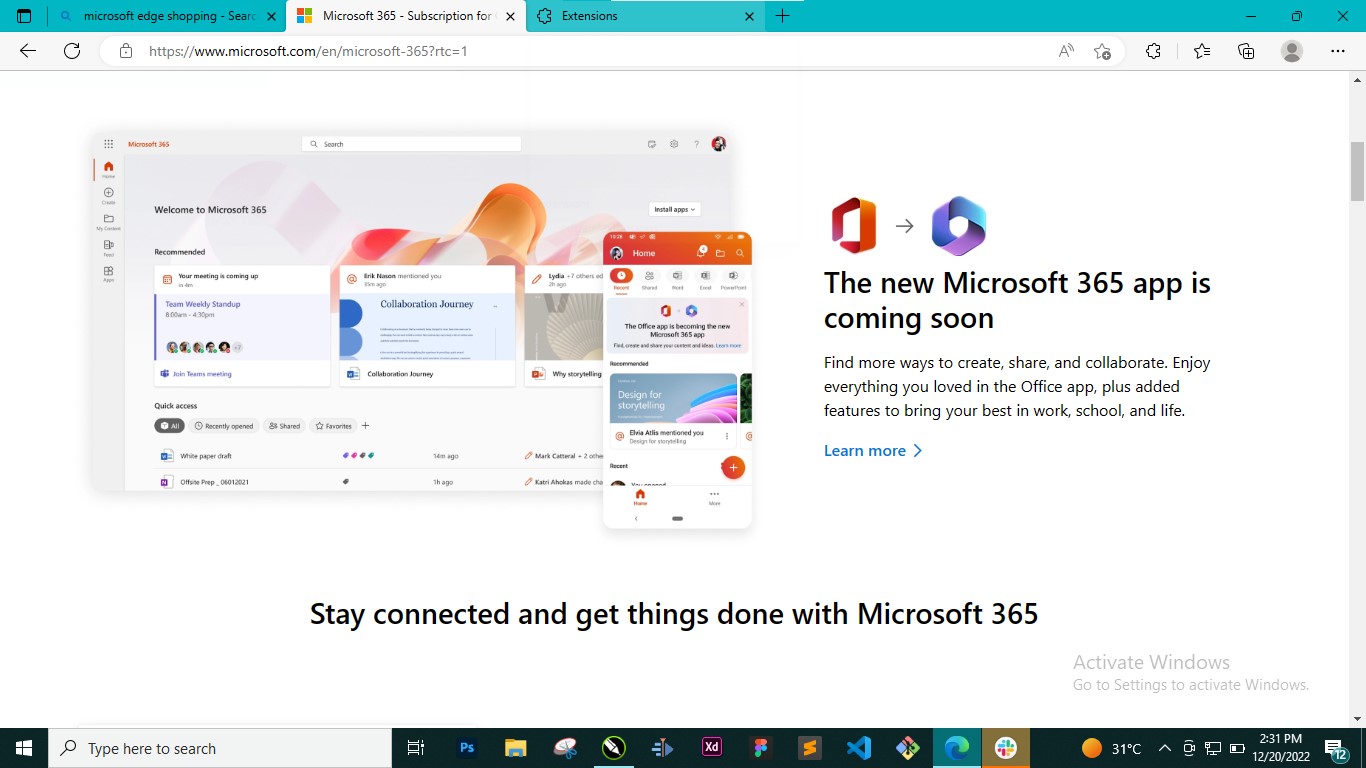 microsoft edge shopping - Searc
Microsoft 365 - Subscription for
Extensions
https://www.microsoft.com/en/microsoft-365?rtc=1
Microsoft 365
Search
Home
Create
My Content
Feed
Apps
Welcome to Microsoft 365
Install apps
Recommended
Your meeting is coming up
in 4m
Team Weekly Standup
8:00am - 4:30pm
+7
Join Teams meeting
Erik Nason mentioned you
35m ago
Collaboration Journey
Collaboration Journey
Lydia +7 others ed
2h ago
Why storytelling
Quick access
All
Recently opened
Shared
Favorites
White paper draft
14m ago
Mark Catteral + 2 othe
Offsite Prep _ 06012021
1h ago
Katri Ahokas made chan
Home
Recent
Shared
Word
Excel
PowerPoint
The Office app is becoming the new
Microsoft 365 app
Find, create and share your content and ideas. Learn more
Recommended
Design for
storytelling
Elvia Atlis mentioned you
Design for storytelling
Recent
You opened
Home
More
The new Microsoft 365 app is
coming soon
Find more ways to create, share, and collaborate. Enjoy
everything you loved in the Office app, plus added
features to bring your best in work, school, and life.
Learn more
Stay connected and get things done with Microsoft 365
Activate Windows
Go to Settings to activate Windows.
Type here to search
Ps
Xd
31°C
2:31 PM
12/20/2022
12